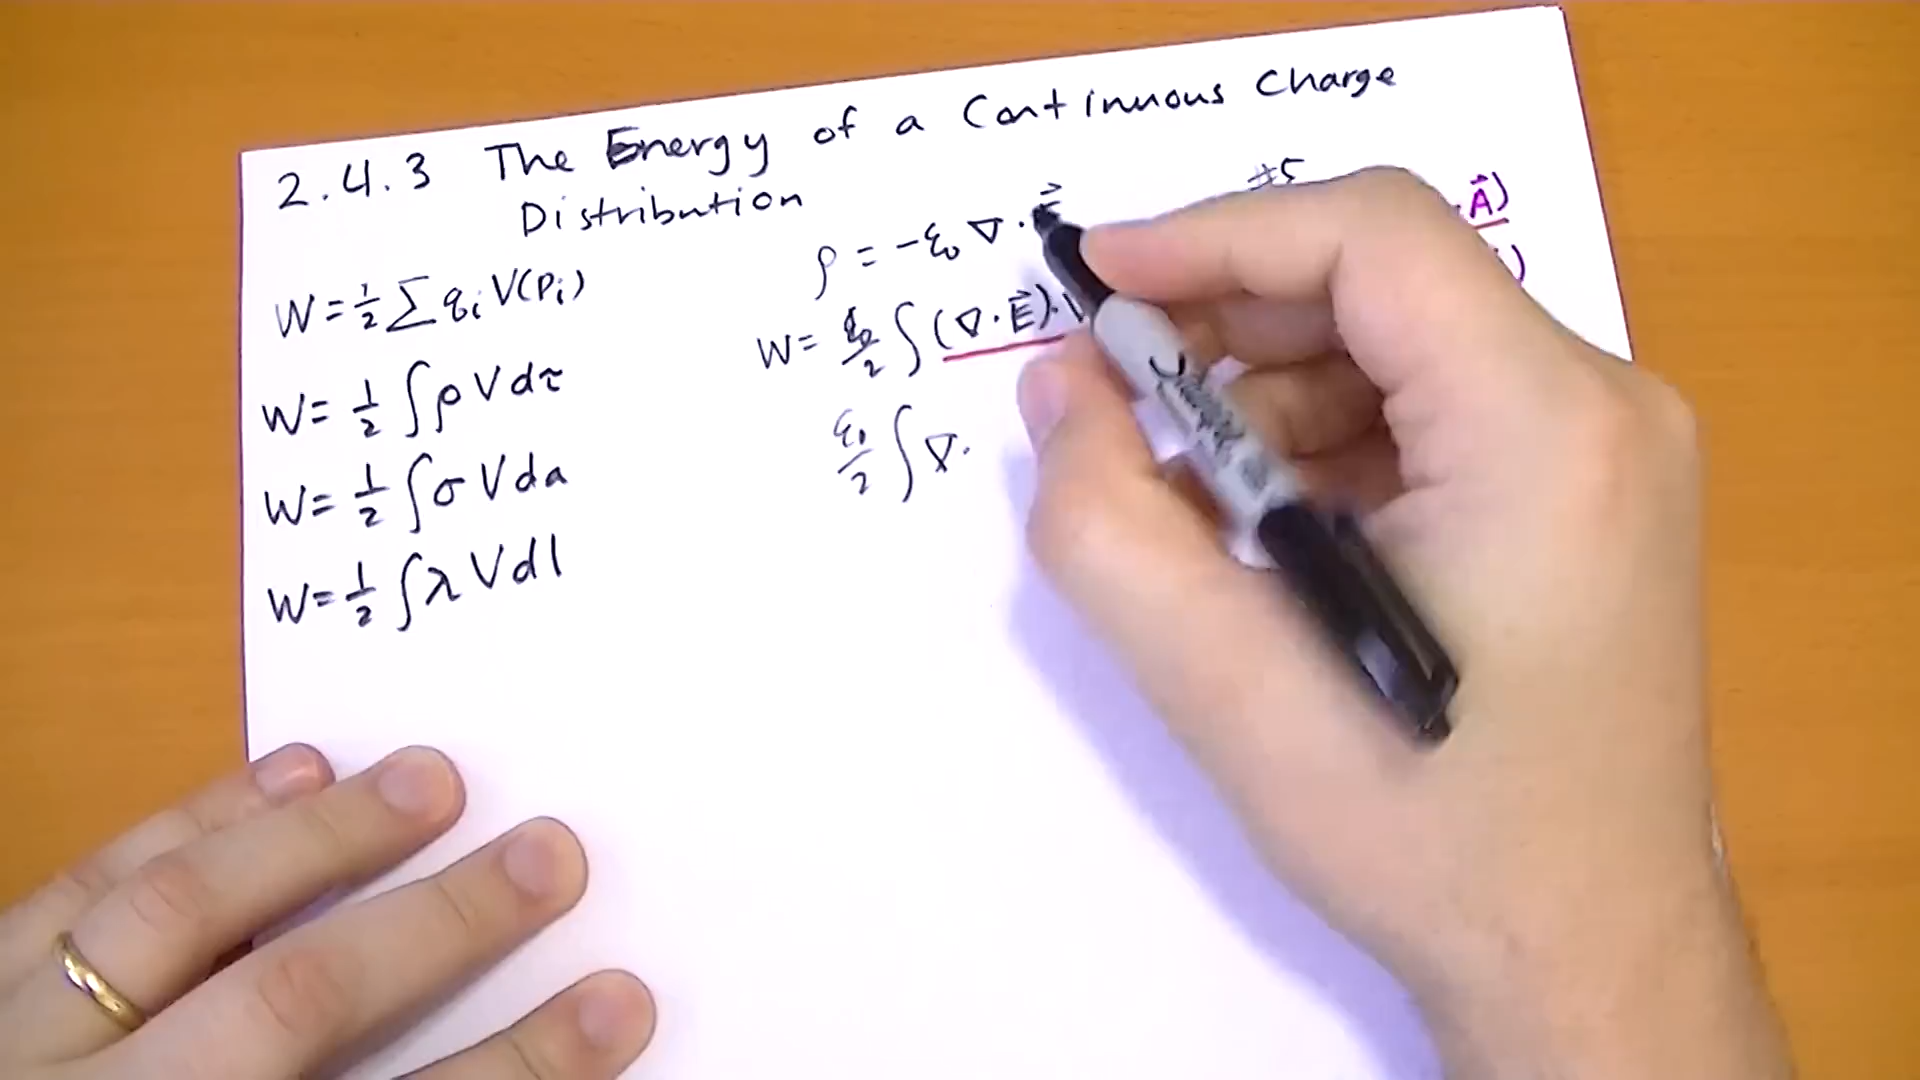 2.4.3 The Energy of a Continuous Charge
Distribution
W = 1/2 Σ qᵢ V(Pᵢ)
W = 1/2 ∫ρ V dτ
W = 1/2 ∫σ V da
W = 1/2 ∫λ V dl
ρ = -ε₀ ∇ · E⃗
W = ε₀/2 ∫(∇ · E⃗) ·
ε₀/2 ∫∇ ·
#5
· A⃗)
)